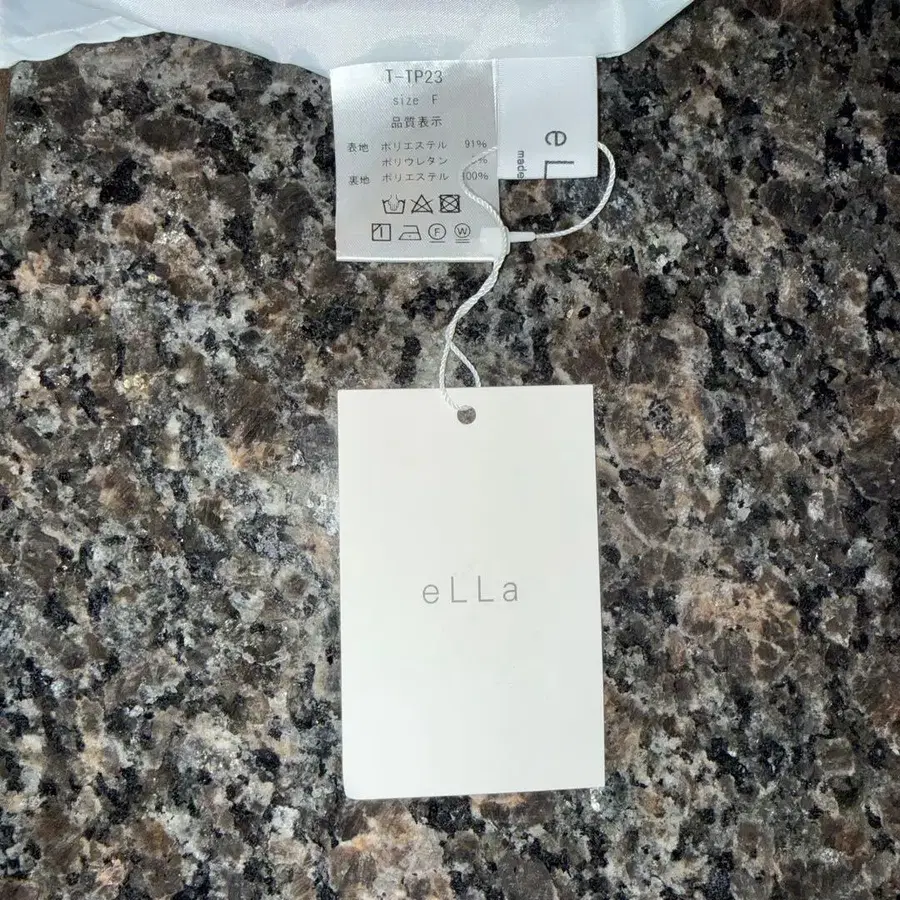 T-TP23
size F
品質表示
表地 ポリエステル 91%
ポリウレタン
裏地 ポリエステル 100%
F
W
e L
made
eLLa